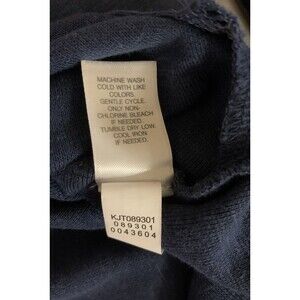 MACHINE WASH
COLD WITH LIKE
COLORS.
GENTLE CYCLE.
ONLY NON-
CHLORINE BLEACH
IF NEEDED.
TUMBLE DRY LOW.
COOL IRON
IF NEEDED.
KJT089301
089301
0043604